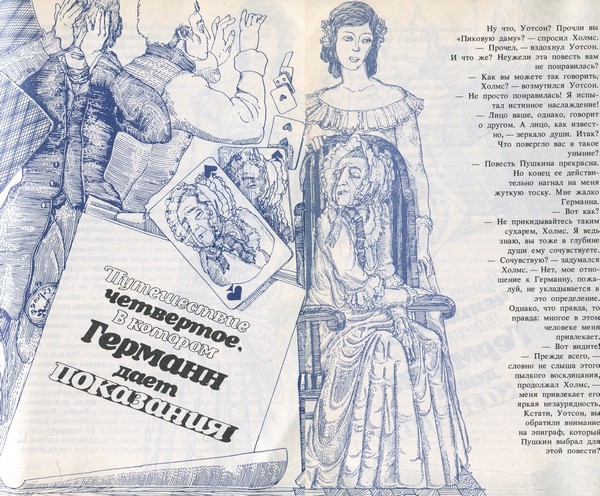 Путешествие
четвертое,
в котором
Германн
дает
показания
Ну что, Уотсон? Прочли вы
«Пиковую даму»? — спросил Холмс.
— Прочел, — вздохнул Уотсон.
И что же? Неужели эта повесть вам
не понравилась?
— Как вы можете так говорить,
Холмс? — возмутился Уотсон.
— Не просто понравилась! Я испы-
тал истинное наслаждение!
— Лицо ваше, однако, говорит
о другом. А лицо, как извест-
но, — зеркало души. Итак?
Что повергло вас в такое
уныние?
— Повесть Пушкина прекрасна.
Но конец ее действи-
тельно нагнал на меня
жуткую тоску. Мне жалко
Германна.
— Вот как?
— Не прикидывайтесь таким
сухарем, Холмс. Я ведь
знаю, вы тоже в глубине
души ему сочувствуете.
— Сочувствую? — задумался
Холмс. — Нет, мое отно-
шение к Германну, пожа-
луй, не укладывается в
это определение.
Однако, что правда, то
правда: многое в этом
человеке меня
привлекает.
— Вот видите!
— Прежде всего, —
словно не слыша этого
пылкого восклицания,
продолжал Холмс, —
меня привлекает его
яркая незаурядность.
Кстати, Уотсон, вы
обратили внимание
на эпиграф, который
Пушкин выбрал для
этой повести?